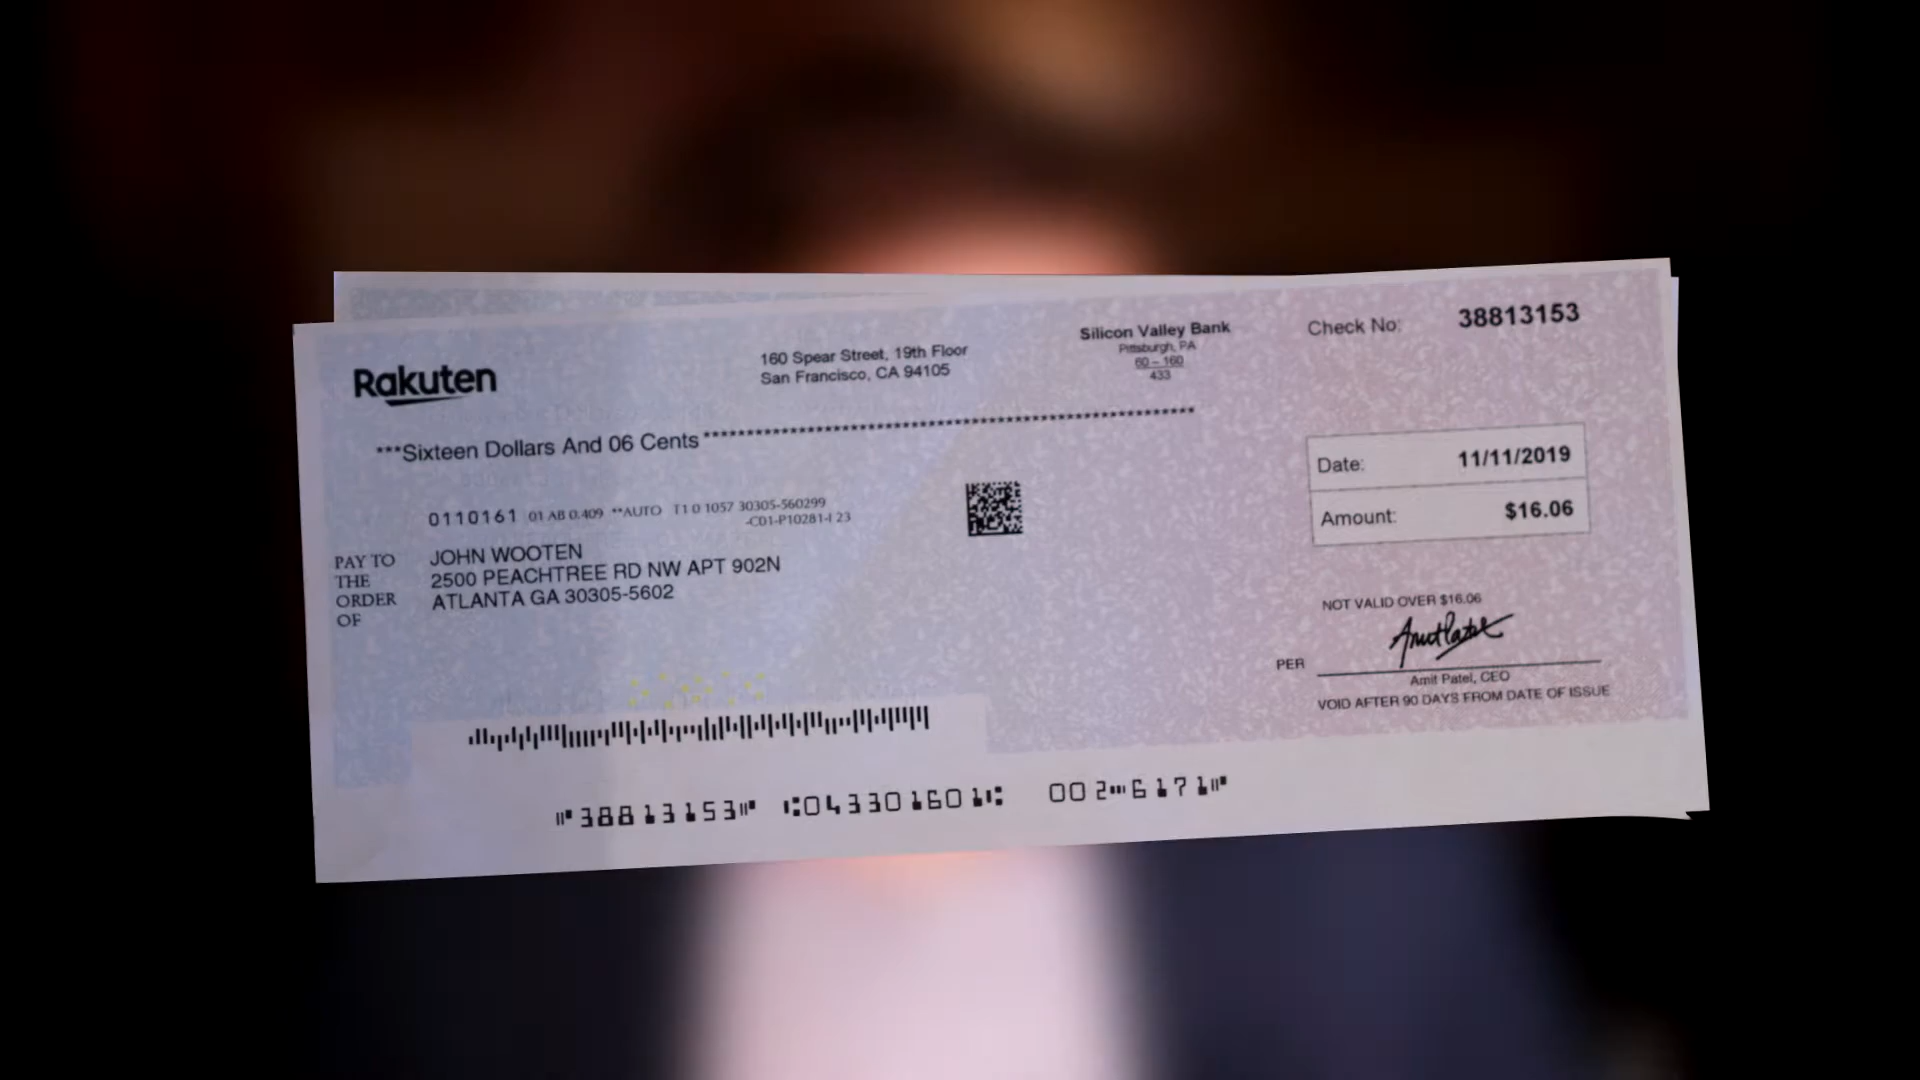 Rakuten
160 Spear Street, 19th Floor
San Francisco, CA 94105
Silicon Valley Bank
Pittsburgh, PA
60 – 160
433
Check No: 38813153
***Sixteen Dollars And 06 Cents************************************************************
Date: 11/11/2019
Amount: $16.06
0110161 01 AB 0.409 **AUTO T1 0 1057 30305-560299
-C01-P10281-I 23
PAY TO
THE
ORDER
OF
JOHN WOOTEN
2500 PEACHTREE RD NW APT 902N
ATLANTA GA 30305-5602
NOT VALID OVER $16.06
Amit Patel
PER
Amit Patel, CEO
VOID AFTER 90 DAYS FROM DATE OF ISSUE
⑈38813153⑈ ⑆043301601⑆ 002⑉6171⑈